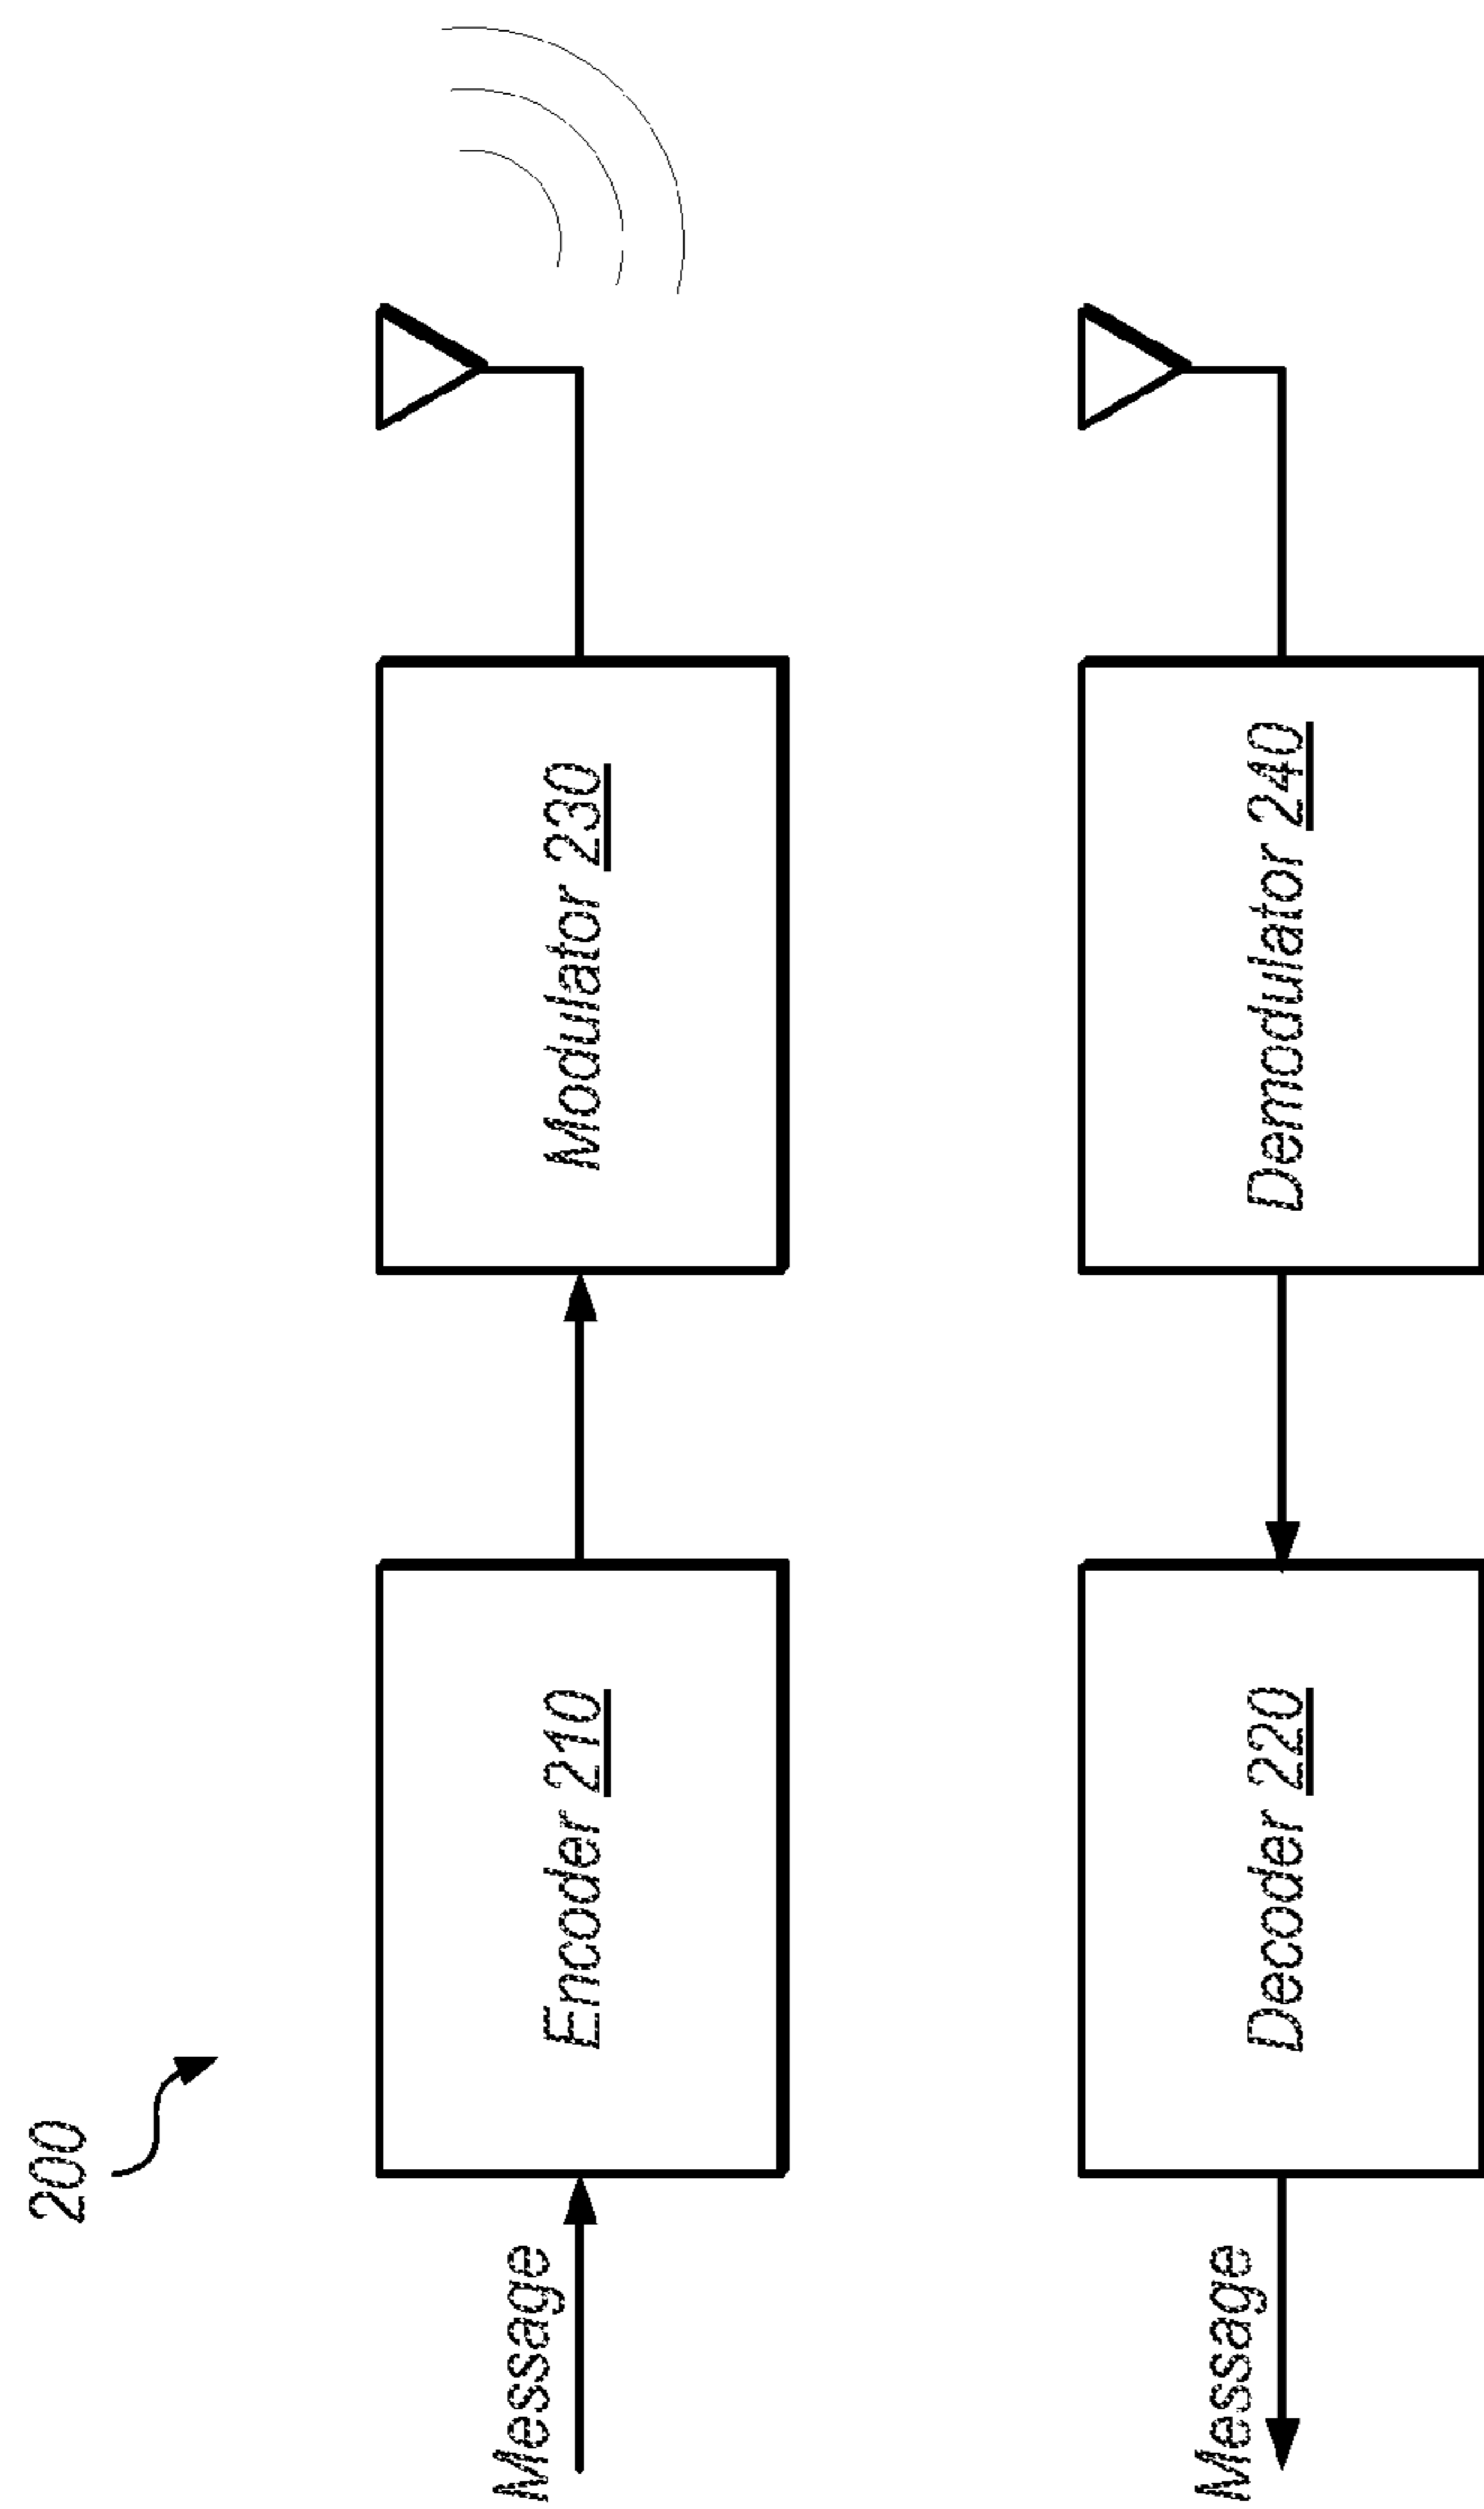 200
Message
Encoder 210
Modulator 230
Message
Decoder 220
Demodulator 240